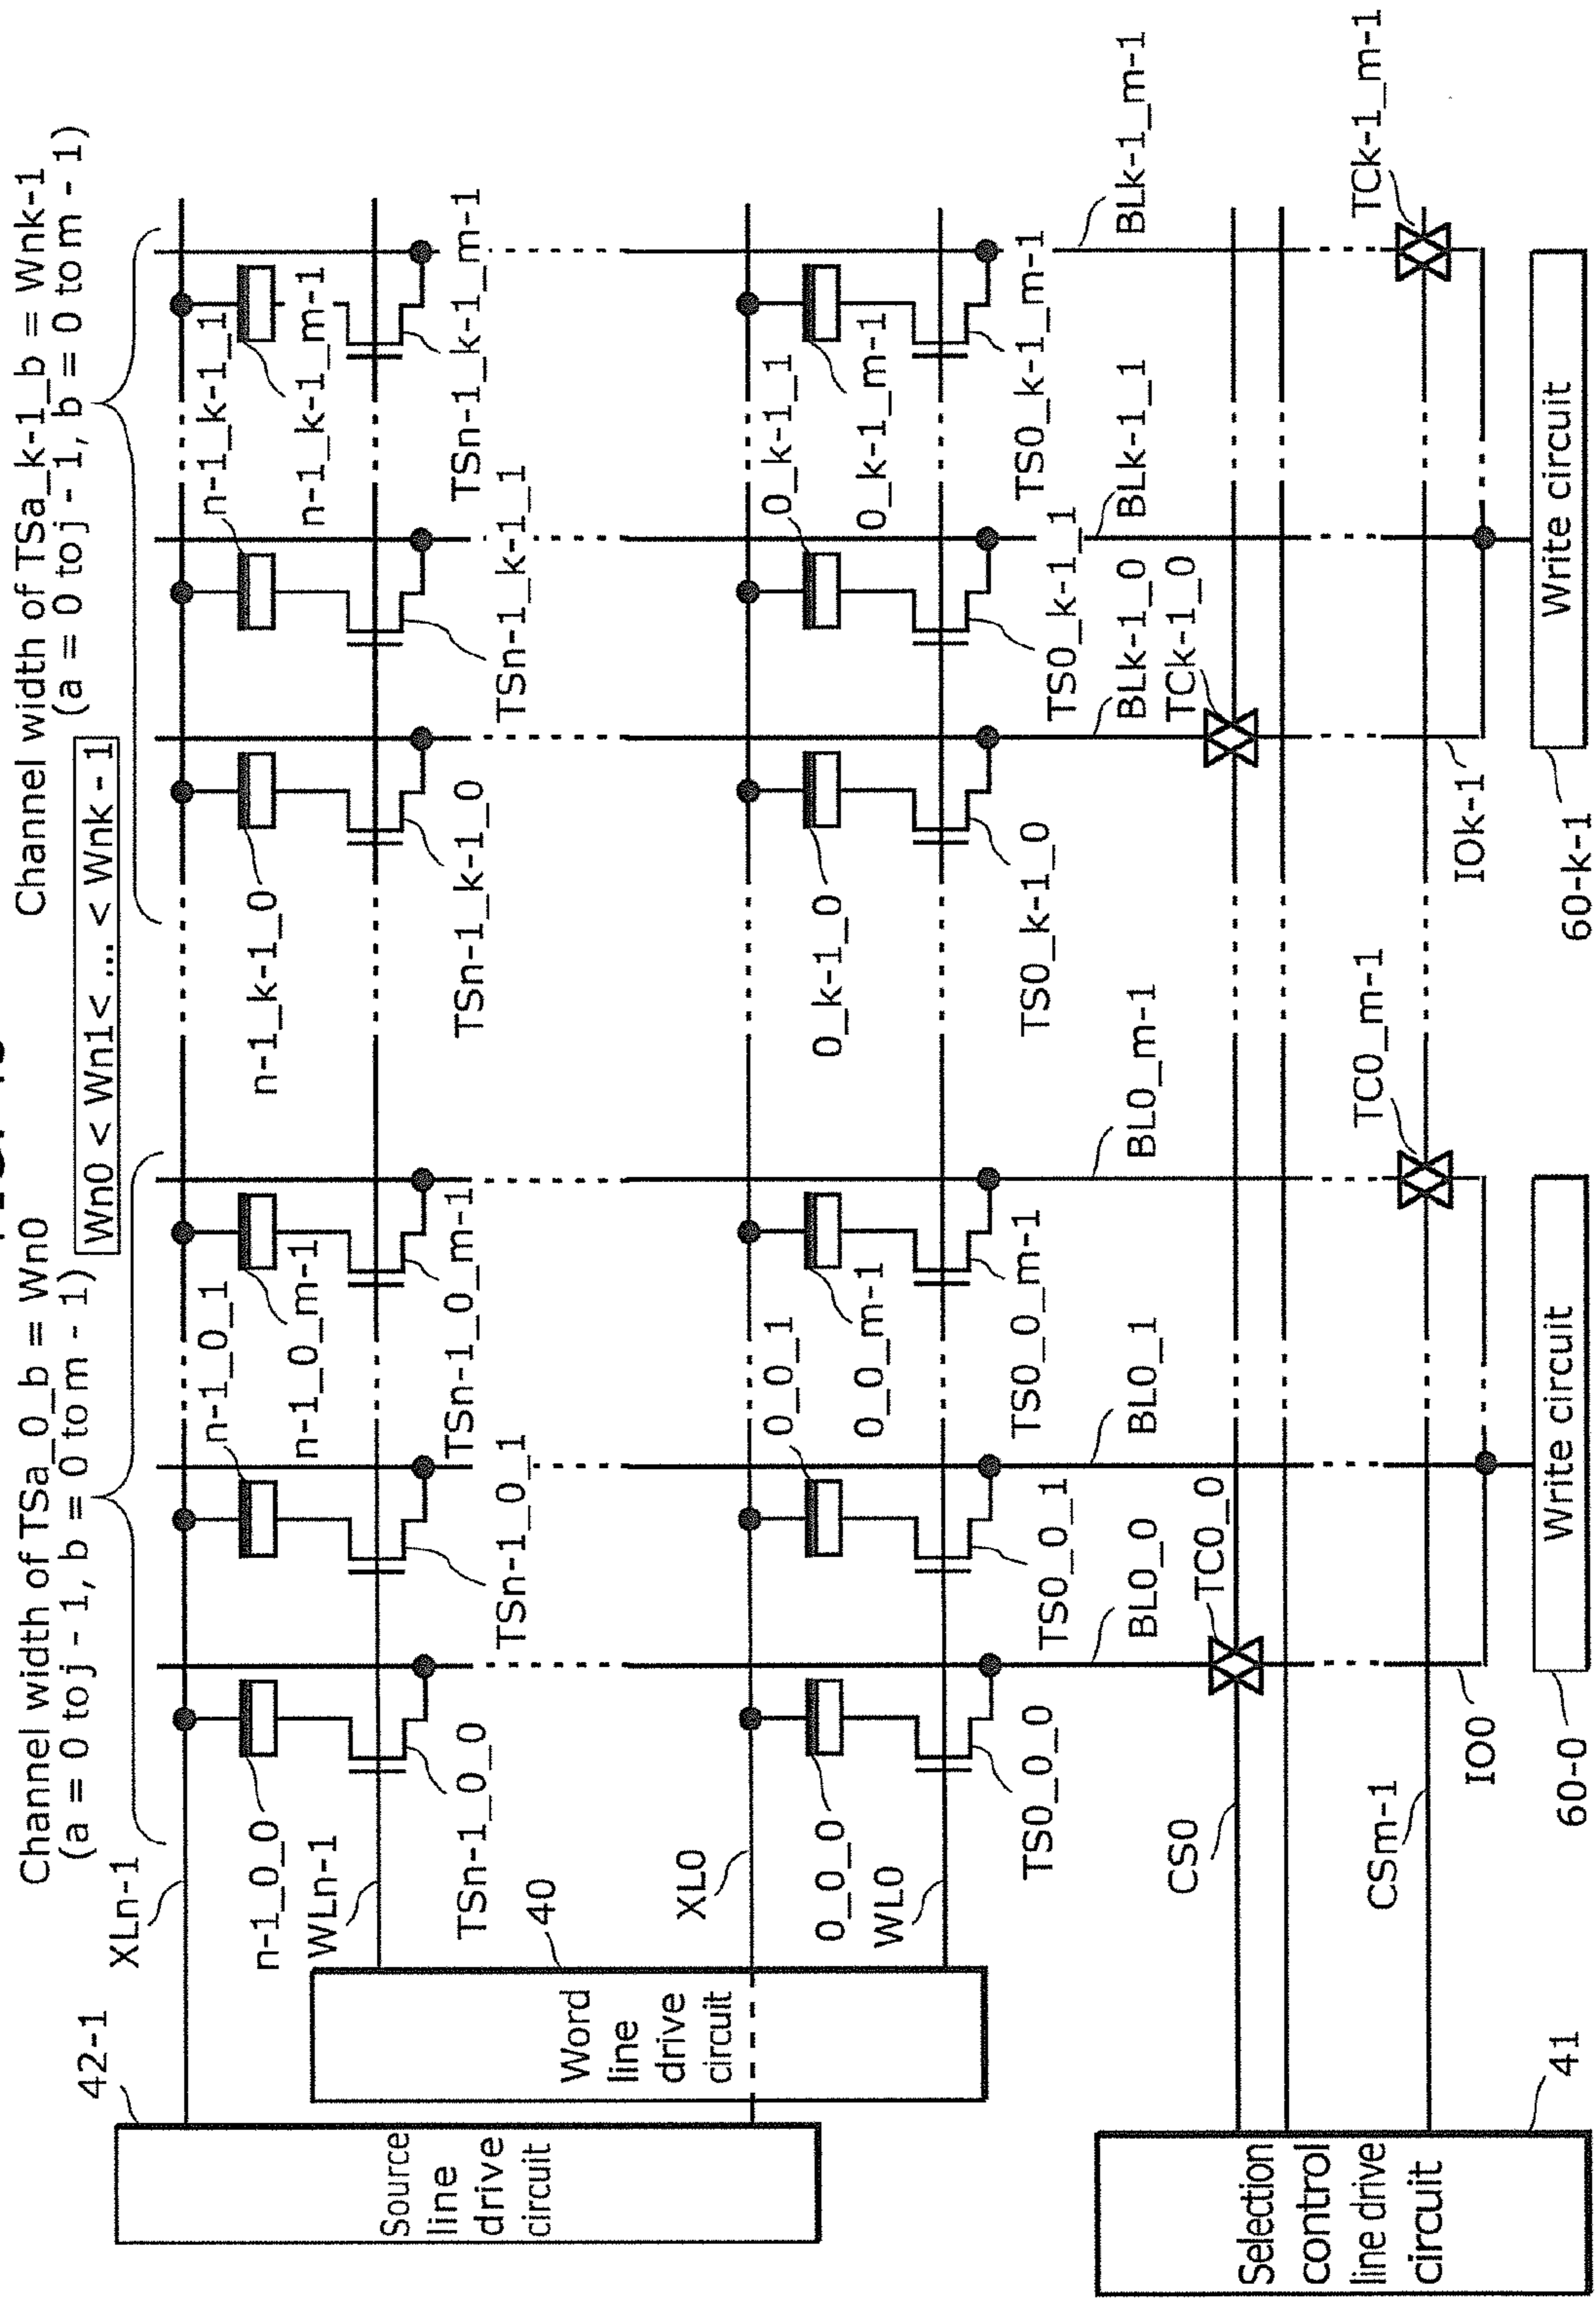 Channel width of TSa_0_b = Wn0
(a = 0 to j - 1, b = 0 to m - 1)
Wn0 < Wn1< ... < Wnk - 1
Channel width of TSa_k-1_b = Wnk-1
(a = 0 to j - 1, b = 0 to m - 1)
42-1
XLn-1
n-1_0_0
n-1_0_1
n-1_0_m-1
n-1_k-1_0
n-1_k-1_1
n-1_k-1_m-1
WLn-1
TSn-1_0_0
TSn-1_0_1
TSn-1_0_m-1
TSn-1_k-1_0
TSn-1_k-1_1
TSn-1_k-1_m-1
Source
line
drive
circuit
40
Word
line
drive
circuit
XL0
0_0_0
0_0_1
0_0_m-1
0_k-1_0
0_k-1_1
0_k-1_m-1
WL0
TS0_0_0
TS0_0_1
TS0_0_m-1
TS0_k-1_0
TS0_k-1_1
TS0_k-1_m-1
BL0_0
BL0_1
BL0_m-1
BLk-1_0
BLk-1_1
BLk-1_m-1
CS0
TC0_0
TCk-1_0
Selection
control
line drive
circuit
CSm-1
TC0_m-1
TCk-1_m-1
41
IO0
IOk-1
60-0
Write circuit
60-k-1
Write circuit